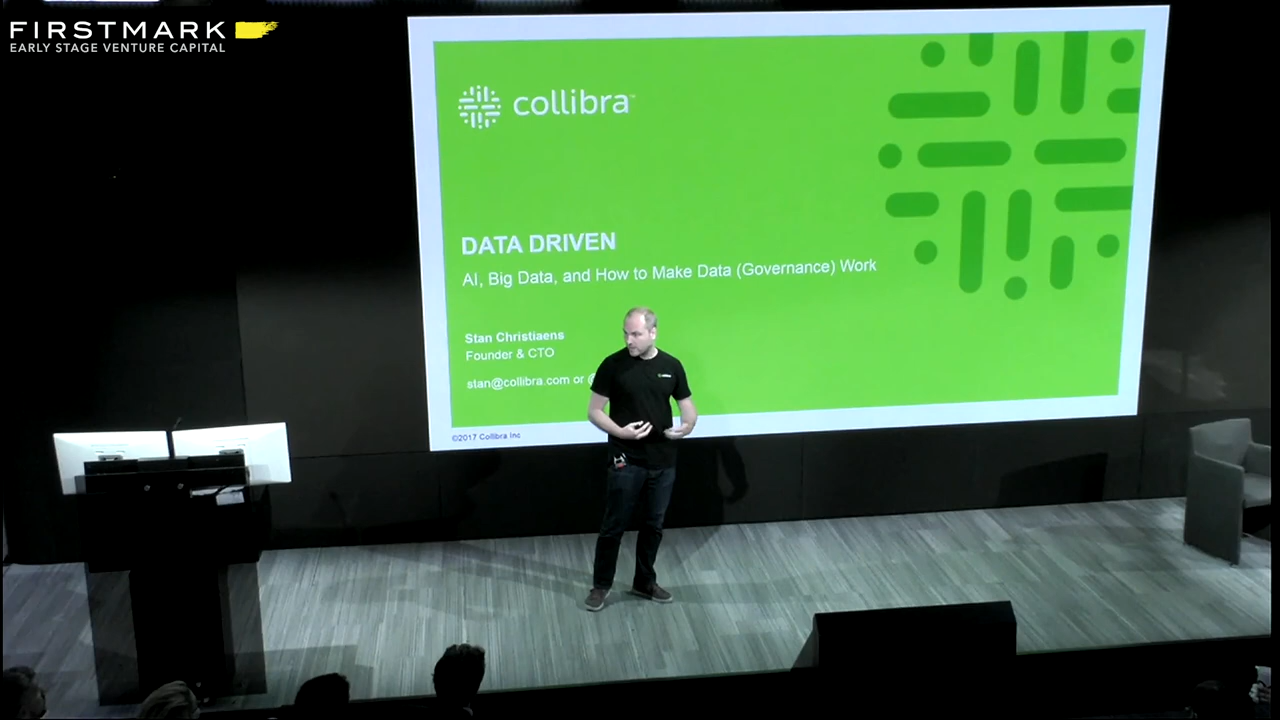 FIRSTMARK
EARLY STAGE VENTURE CAPITAL
collibra™
DATA DRIVEN
AI, Big Data, and How to Make Data (Governance) Work
Stan Christiaens
Founder & CTO
stan@collibra.com or
©2017 Collibra Inc